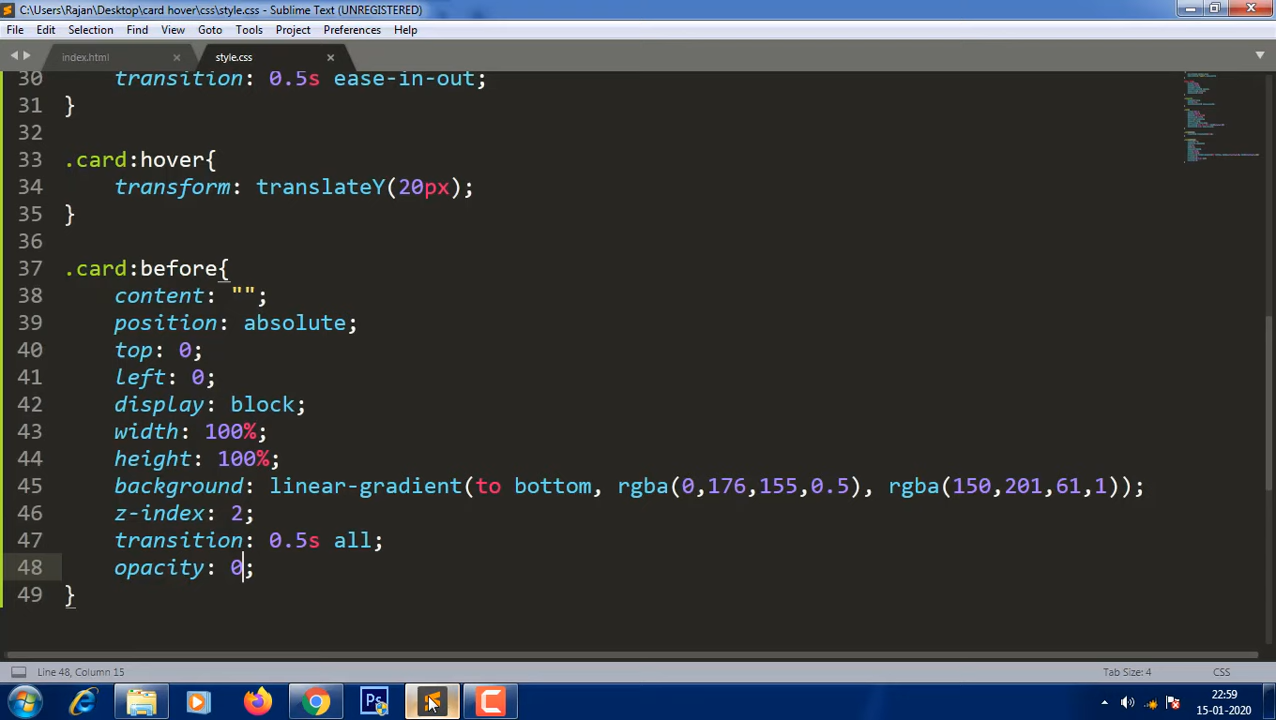 C:\Users\Rajan\Desktop\card hover\css\style.css - Sublime Text (UNREGISTERED)
File Edit Selection Find View Goto Tools Project Preferences Help
index.html style.css
30 transition: 0.5s ease-in-out;
31 }
32
33 .card:hover{
34 transform: translateY(20px);
35 }
36
37 .card:before{
38 content: "";
39 position: absolute;
40 top: 0;
41 left: 0;
42 display: block;
43 width: 100%;
44 height: 100%;
45 background: linear-gradient(to bottom, rgba(0,176,155,0.5), rgba(150,201,61,1));
46 z-index: 2;
47 transition: 0.5s all;
48 opacity: 0;
49 }
Line 48, Column 15 Tab Size: 4 CSS
Ps
22:59
15-01-2020